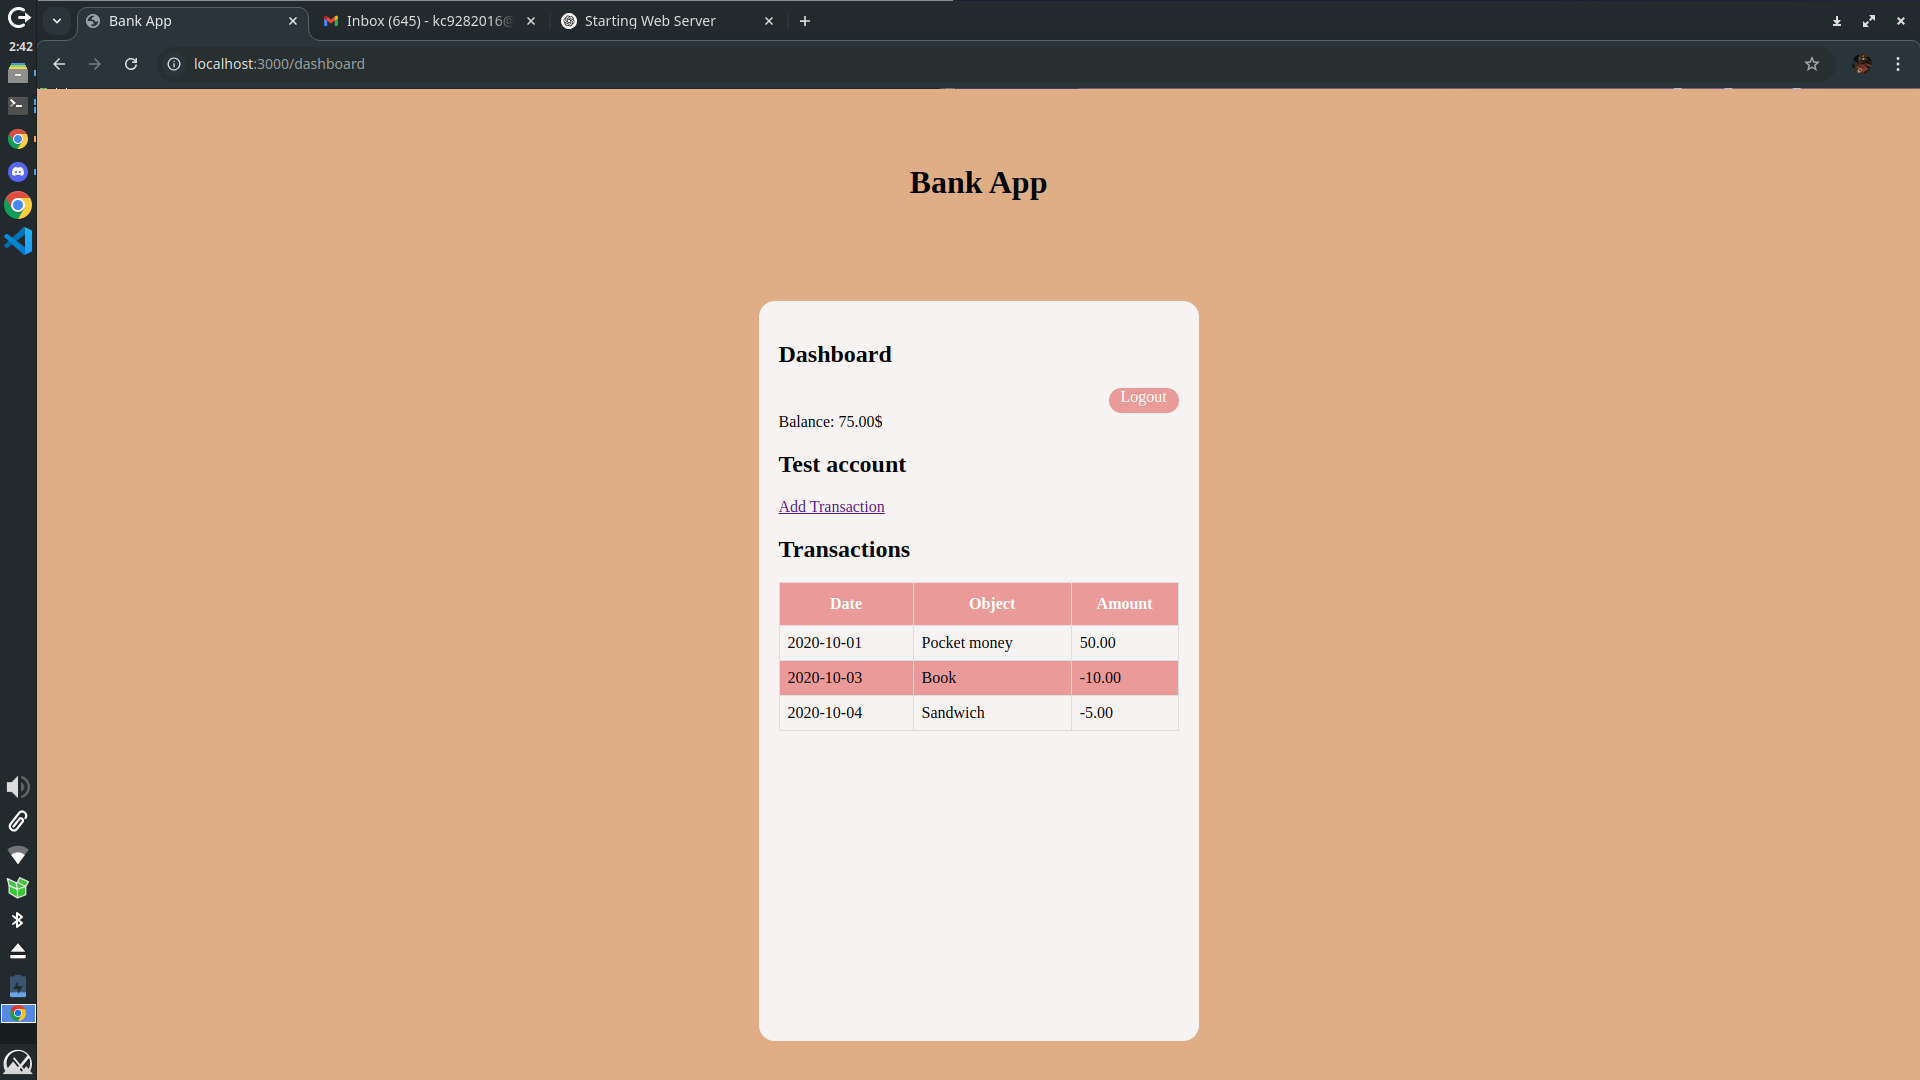 Bank App
Inbox (645) - kc9282016@
Starting Web Server
2:42
localhost:3000/dashboard
Bank App
Dashboard
Logout
Balance: 75.00$
Test account
Add Transaction
Transactions
Date Object Amount
2020-10-01 Pocket money 50.00
2020-10-03 Book -10.00
2020-10-04 Sandwich -5.00